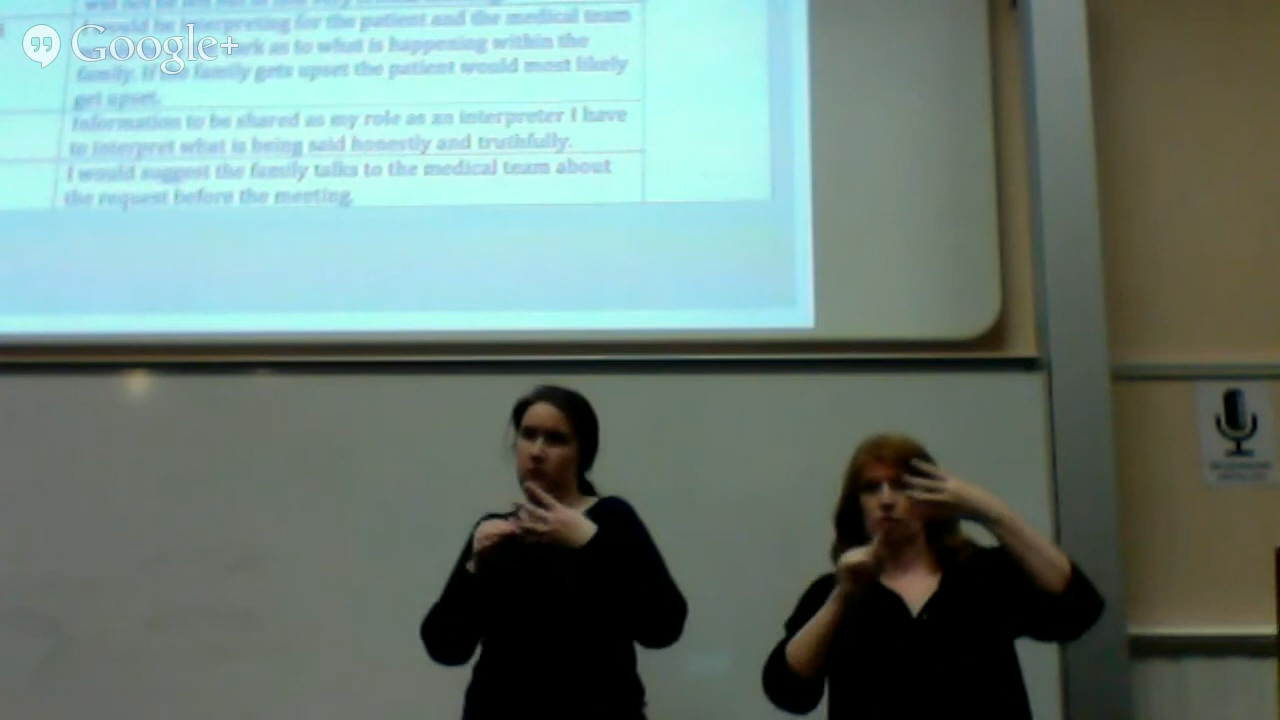 Google+
would be interpreting for the patient and the medical team
as to what is happening within the
family. If the family gets upset the patient would most likely
get upset.
Information to be shared as my role as an interpreter I have
to interpret what is being said honestly and truthfully.
I would suggest the family talks to the medical team about
the request before the meeting.